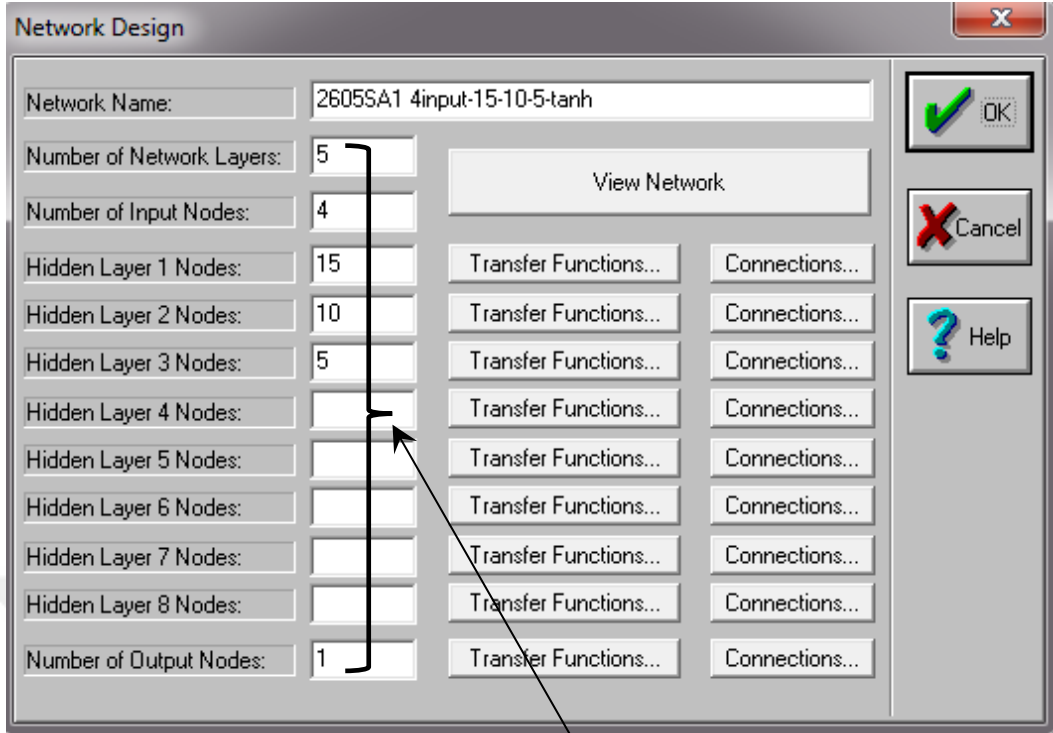 Network Design
X
Network Name: 2605SA1 4input-15-10-5-tanh
OK
Number of Network Layers: 5
View Network
Number of Input Nodes: 4
Cancel
Hidden Layer 1 Nodes: 15 Transfer Functions... Connections...
Hidden Layer 2 Nodes: 10 Transfer Functions... Connections...
Help
Hidden Layer 3 Nodes: 5 Transfer Functions... Connections...
Hidden Layer 4 Nodes: Transfer Functions... Connections...
Hidden Layer 5 Nodes: Transfer Functions... Connections...
Hidden Layer 6 Nodes: Transfer Functions... Connections...
Hidden Layer 7 Nodes: Transfer Functions... Connections...
Hidden Layer 8 Nodes: Transfer Functions... Connections...
Number of Output Nodes: 1 Transfer Functions... Connections...